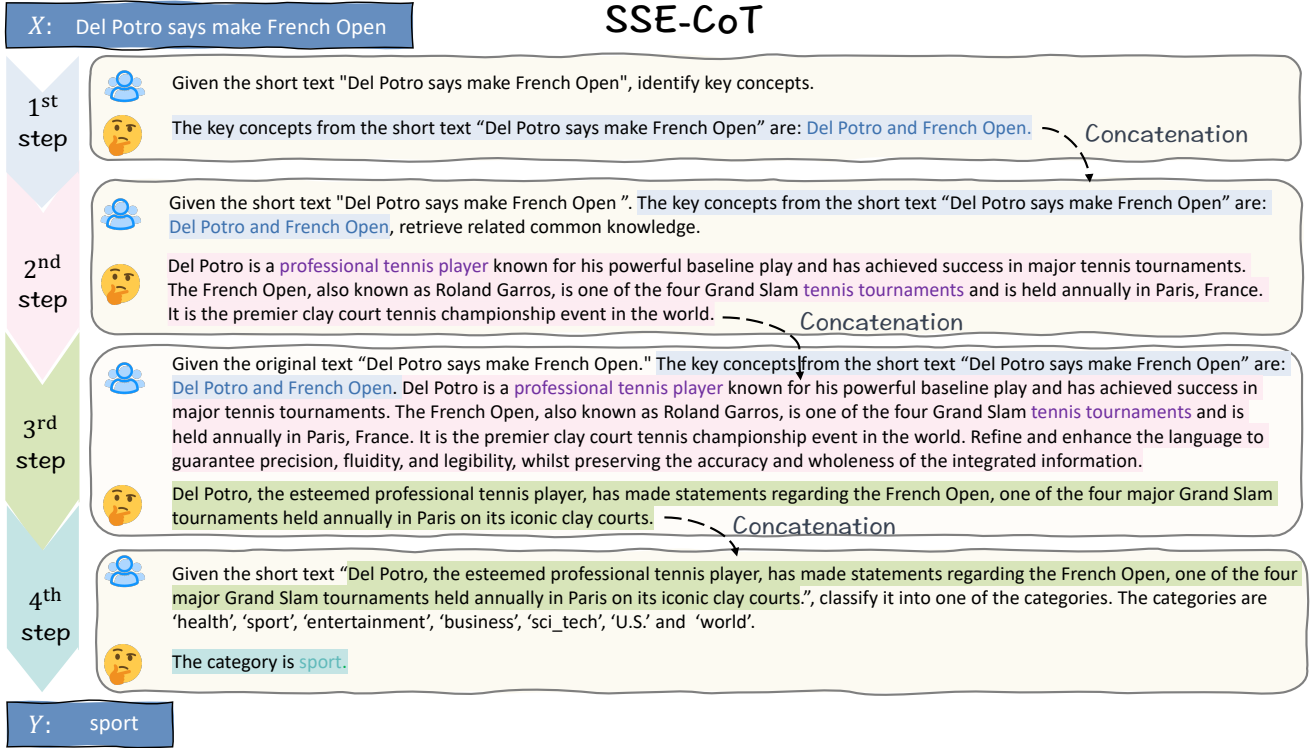 SSE-CoT
X: Del Potro says make French Open
1st step
Given the short text "Del Potro says make French Open", identify key concepts.
The key concepts from the short text “Del Potro says make French Open” are: Del Potro and French Open.
Concatenation
2nd step
Given the short text "Del Potro says make French Open ”. The key concepts from the short text “Del Potro says make French Open” are:
Del Potro and French Open, retrieve related common knowledge.
Del Potro is a professional tennis player known for his powerful baseline play and has achieved success in major tennis tournaments.
The French Open, also known as Roland Garros, is one of the four Grand Slam tennis tournaments and is held annually in Paris, France.
It is the premier clay court tennis championship event in the world.
Concatenation
3rd step
Given the original text “Del Potro says make French Open." The key concepts from the short text “Del Potro says make French Open” are:
Del Potro and French Open. Del Potro is a professional tennis player known for his powerful baseline play and has achieved success in
major tennis tournaments. The French Open, also known as Roland Garros, is one of the four Grand Slam tennis tournaments and is
held annually in Paris, France. It is the premier clay court tennis championship event in the world. Refine and enhance the language to
guarantee precision, fluidity, and legibility, whilst preserving the accuracy and wholeness of the integrated information.
Del Potro, the esteemed professional tennis player, has made statements regarding the French Open, one of the four major Grand Slam
tournaments held annually in Paris on its iconic clay courts.
Concatenation
4th step
Given the short text “Del Potro, the esteemed professional tennis player, has made statements regarding the French Open, one of the four
major Grand Slam tournaments held annually in Paris on its iconic clay courts.”, classify it into one of the categories. The categories are
‘health’, ‘sport’, ‘entertainment’, ‘business’, ‘sci_tech’, ‘U.S.’ and ‘world’.
The category is sport.
Y: sport